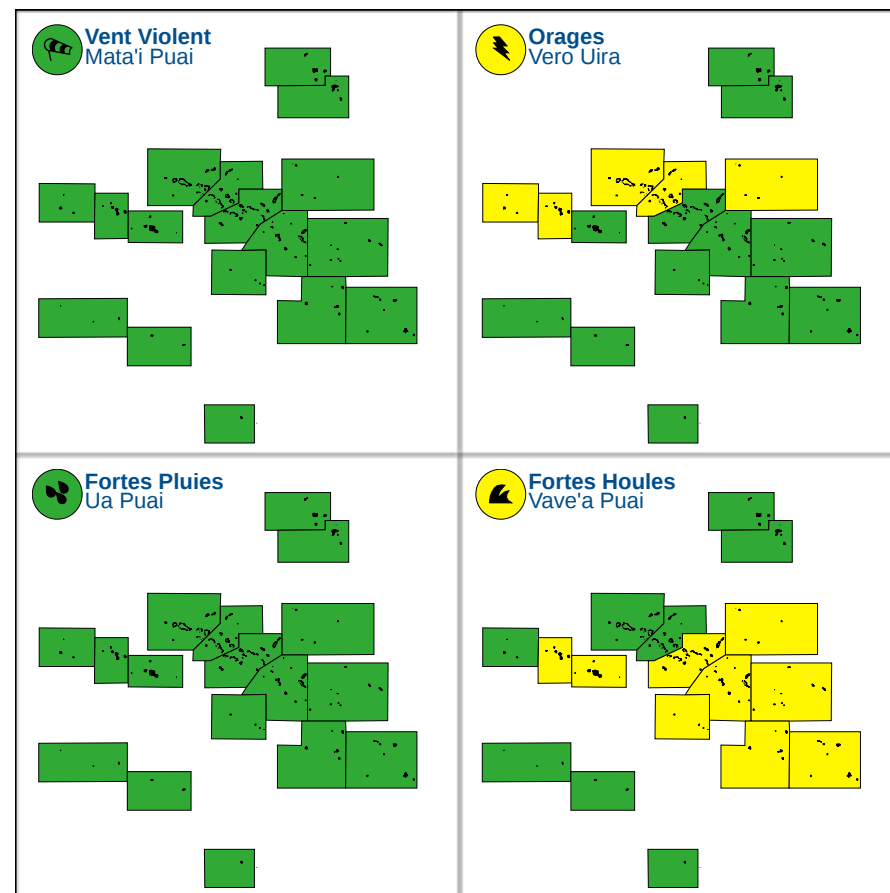 Vent Violent
Mata'i Puai
Orages
Vero Uira
Fortes Pluies
Ua Puai
Fortes Houles
Vave'a Puai